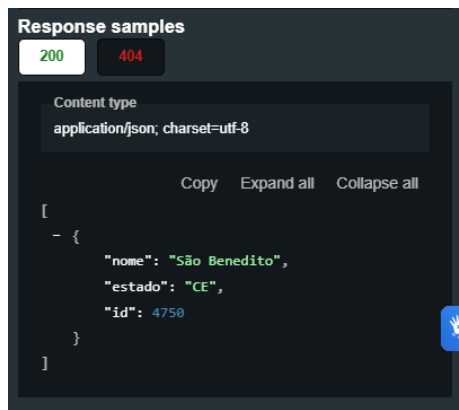 Response samples
200 404
Content type
application/json; charset=utf-8
Copy Expand all Collapse all
[
- {
"nome": "São Benedito",
"estado": "CE",
"id": 4750
}
]